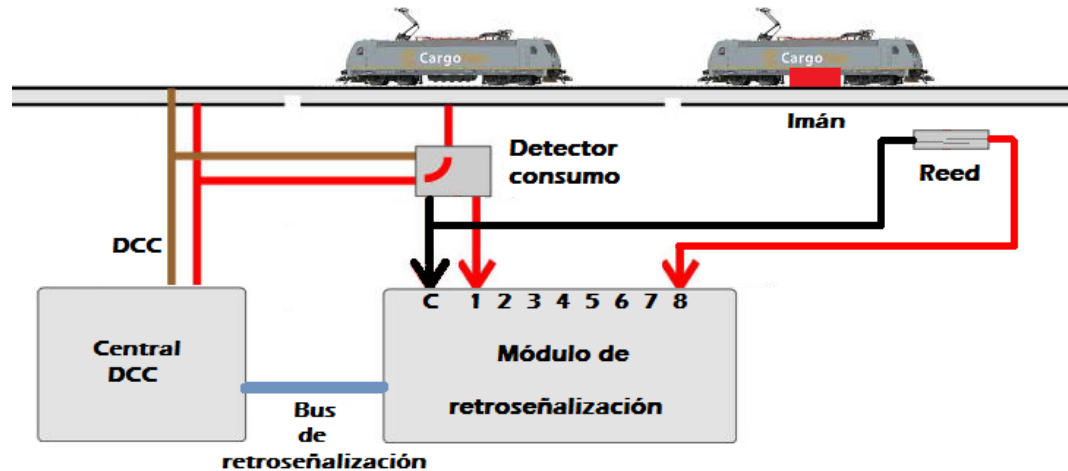 Cargo
Cargo
Imán
Detector
consumo
Reed
DCC
C 1 2 3 4 5 6 7 8
Central
DCC
Módulo de
retroseñalización
Bus
de
retroseñalización